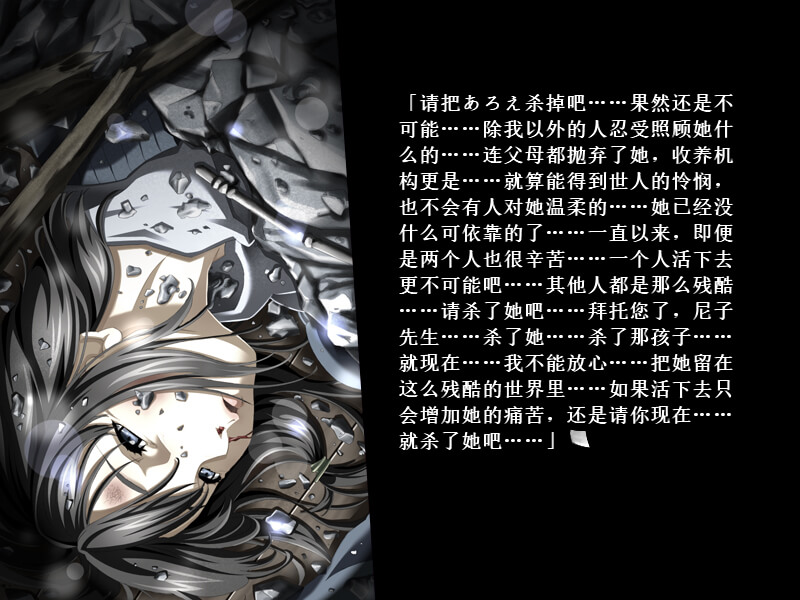 「请把あろえ杀掉吧……果然还是不
可能……除我以外的人忍受照顾她什
么的……连父母都抛弃了她，收养机
构更是……就算能得到世人的怜悯，
也不会有人对她温柔的……她已经没
什么可依靠的了……一直以来，即便
是两个人也很辛苦……一个人活下去
更不可能吧……其他人都是那么残酷
……请杀了她吧……拜托您了，尼子
先生……杀了她……杀了那孩子……
就现在……我不能放心……把她留在
这么残酷的世界里……如果活下去只
会增加她的痛苦，还是请你现在……
就杀了她吧……」